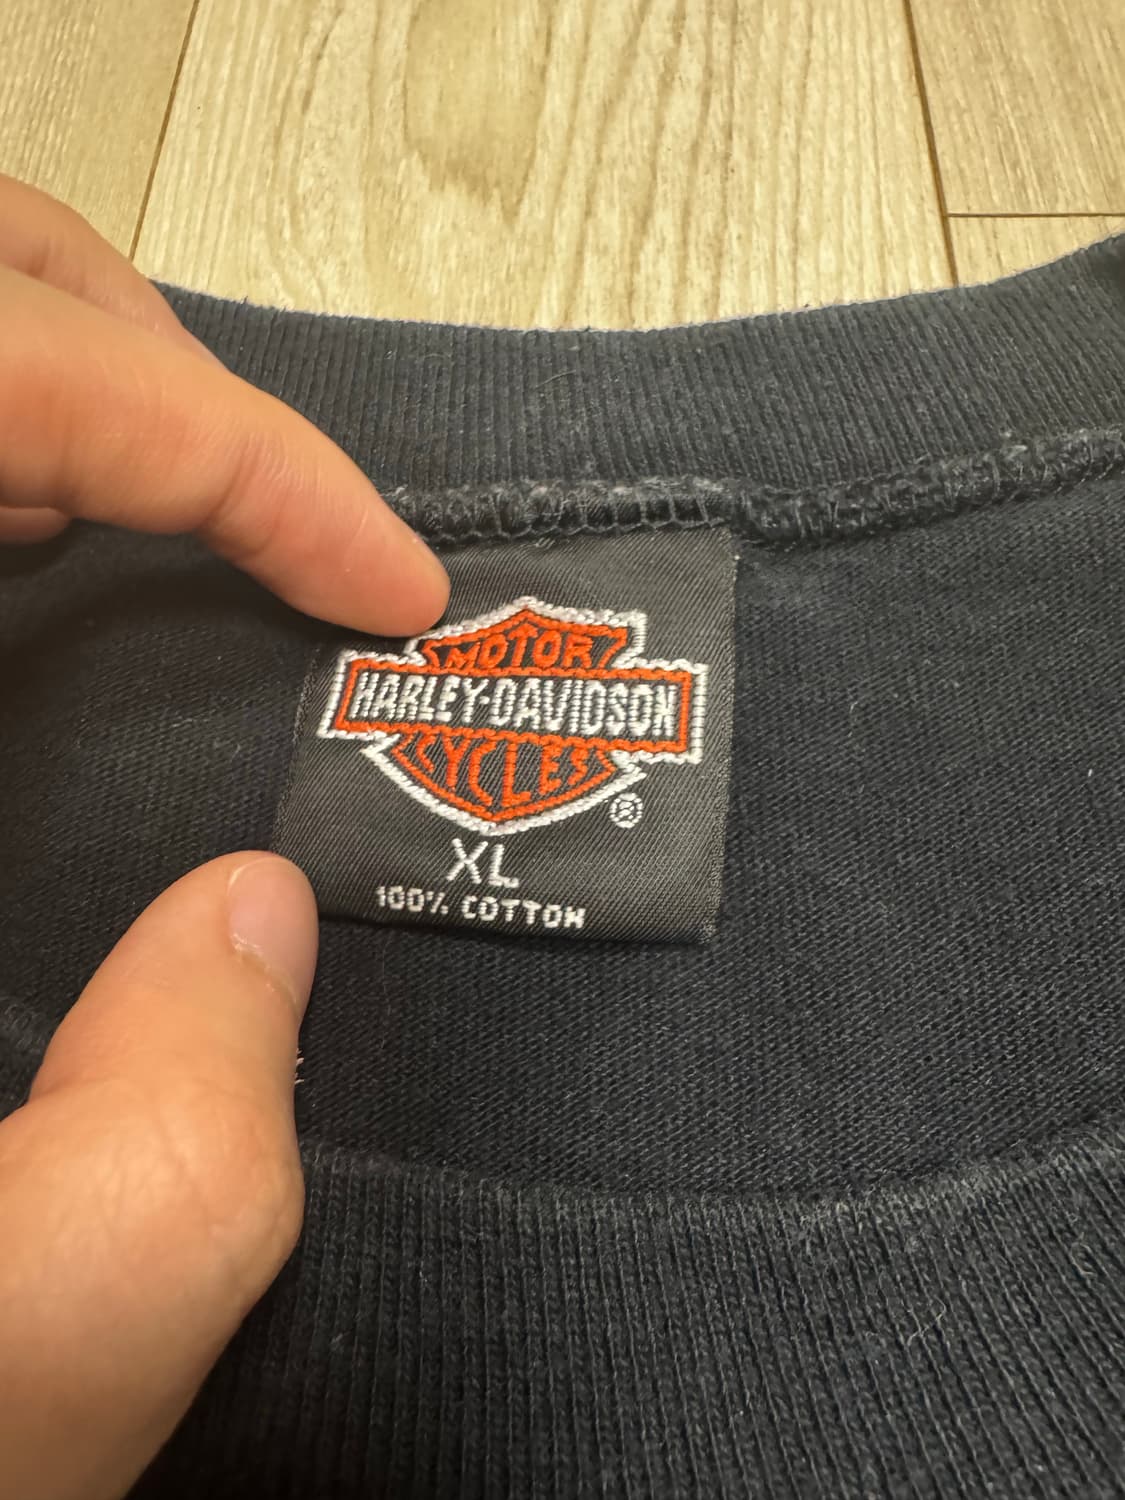 MOTOR
HARLEY-DAVIDSON
CYCLES
®
XL
100% COTTON